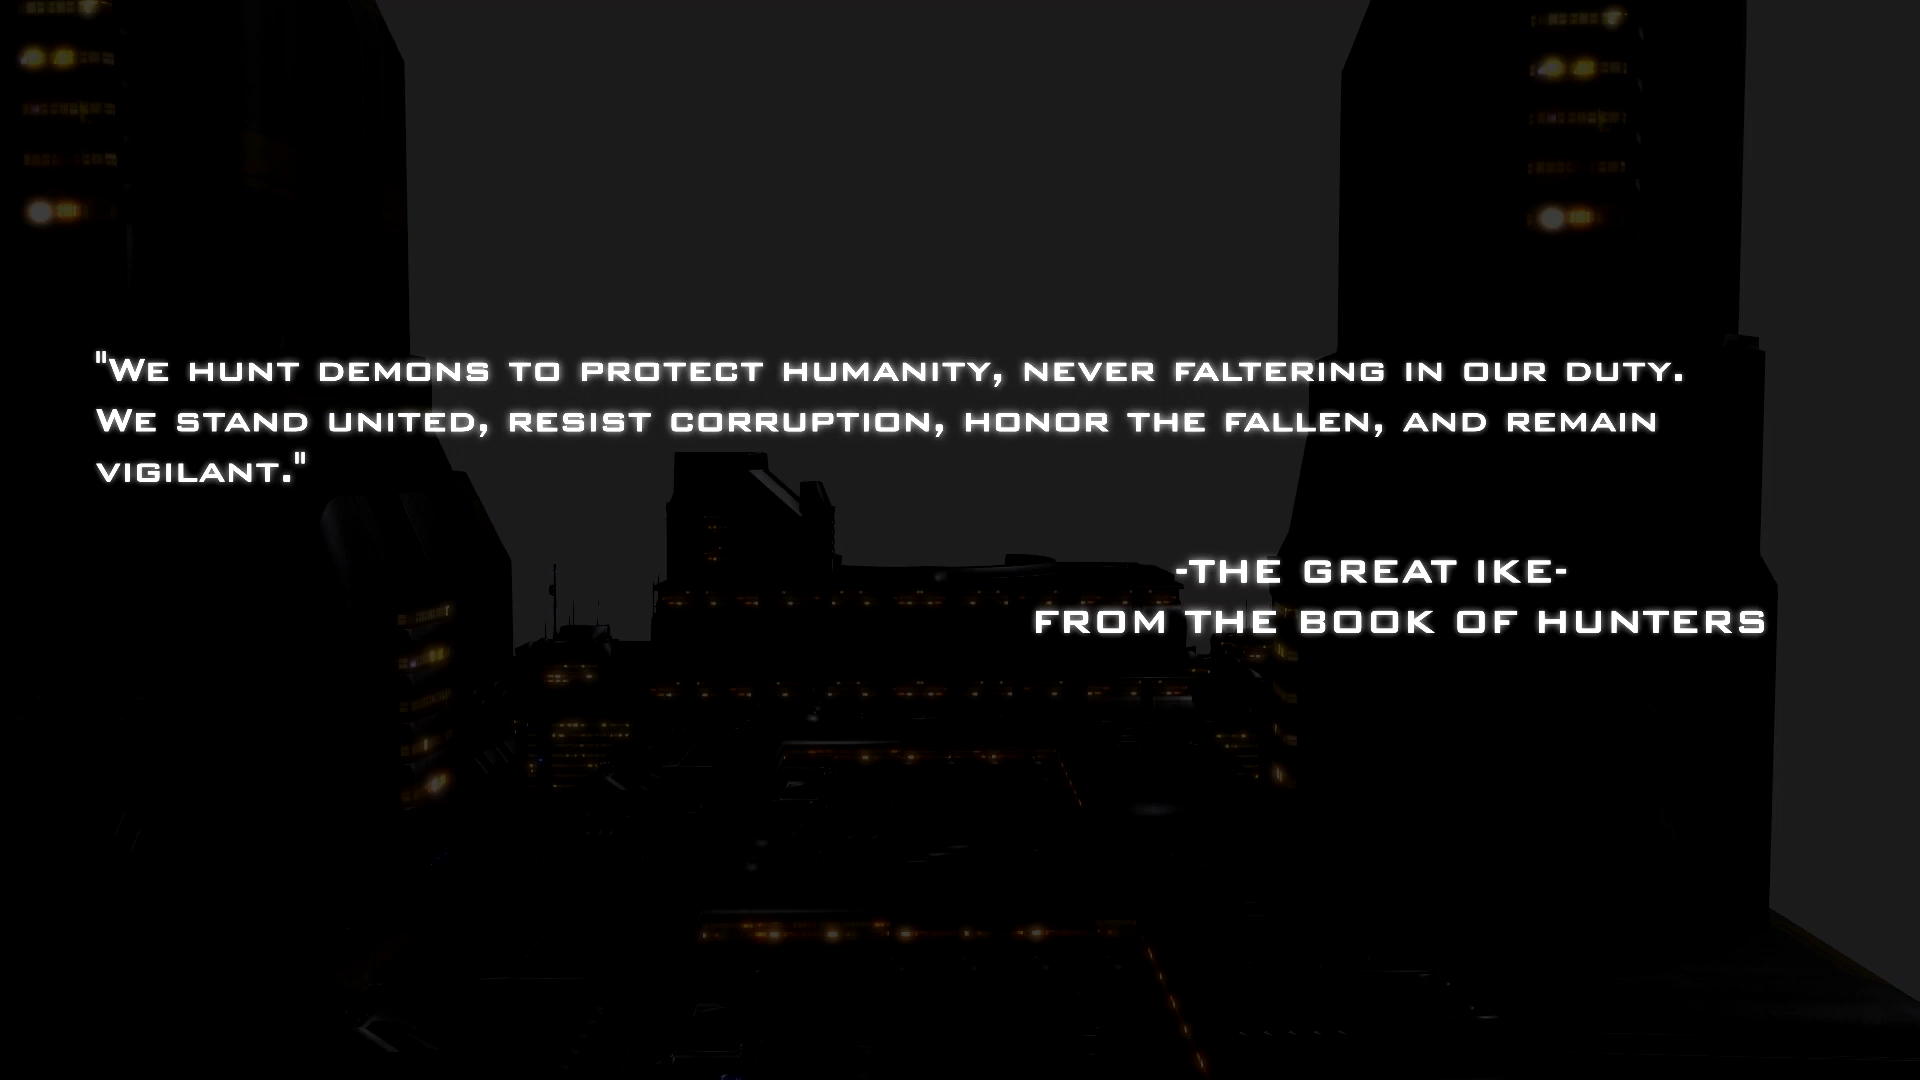 "We hunt demons to protect humanity, never faltering in our duty.
We stand united, resist corruption, honor the fallen, and remain
vigilant."
-THE GREAT IKE-
FROM THE BOOK OF HUNTERS